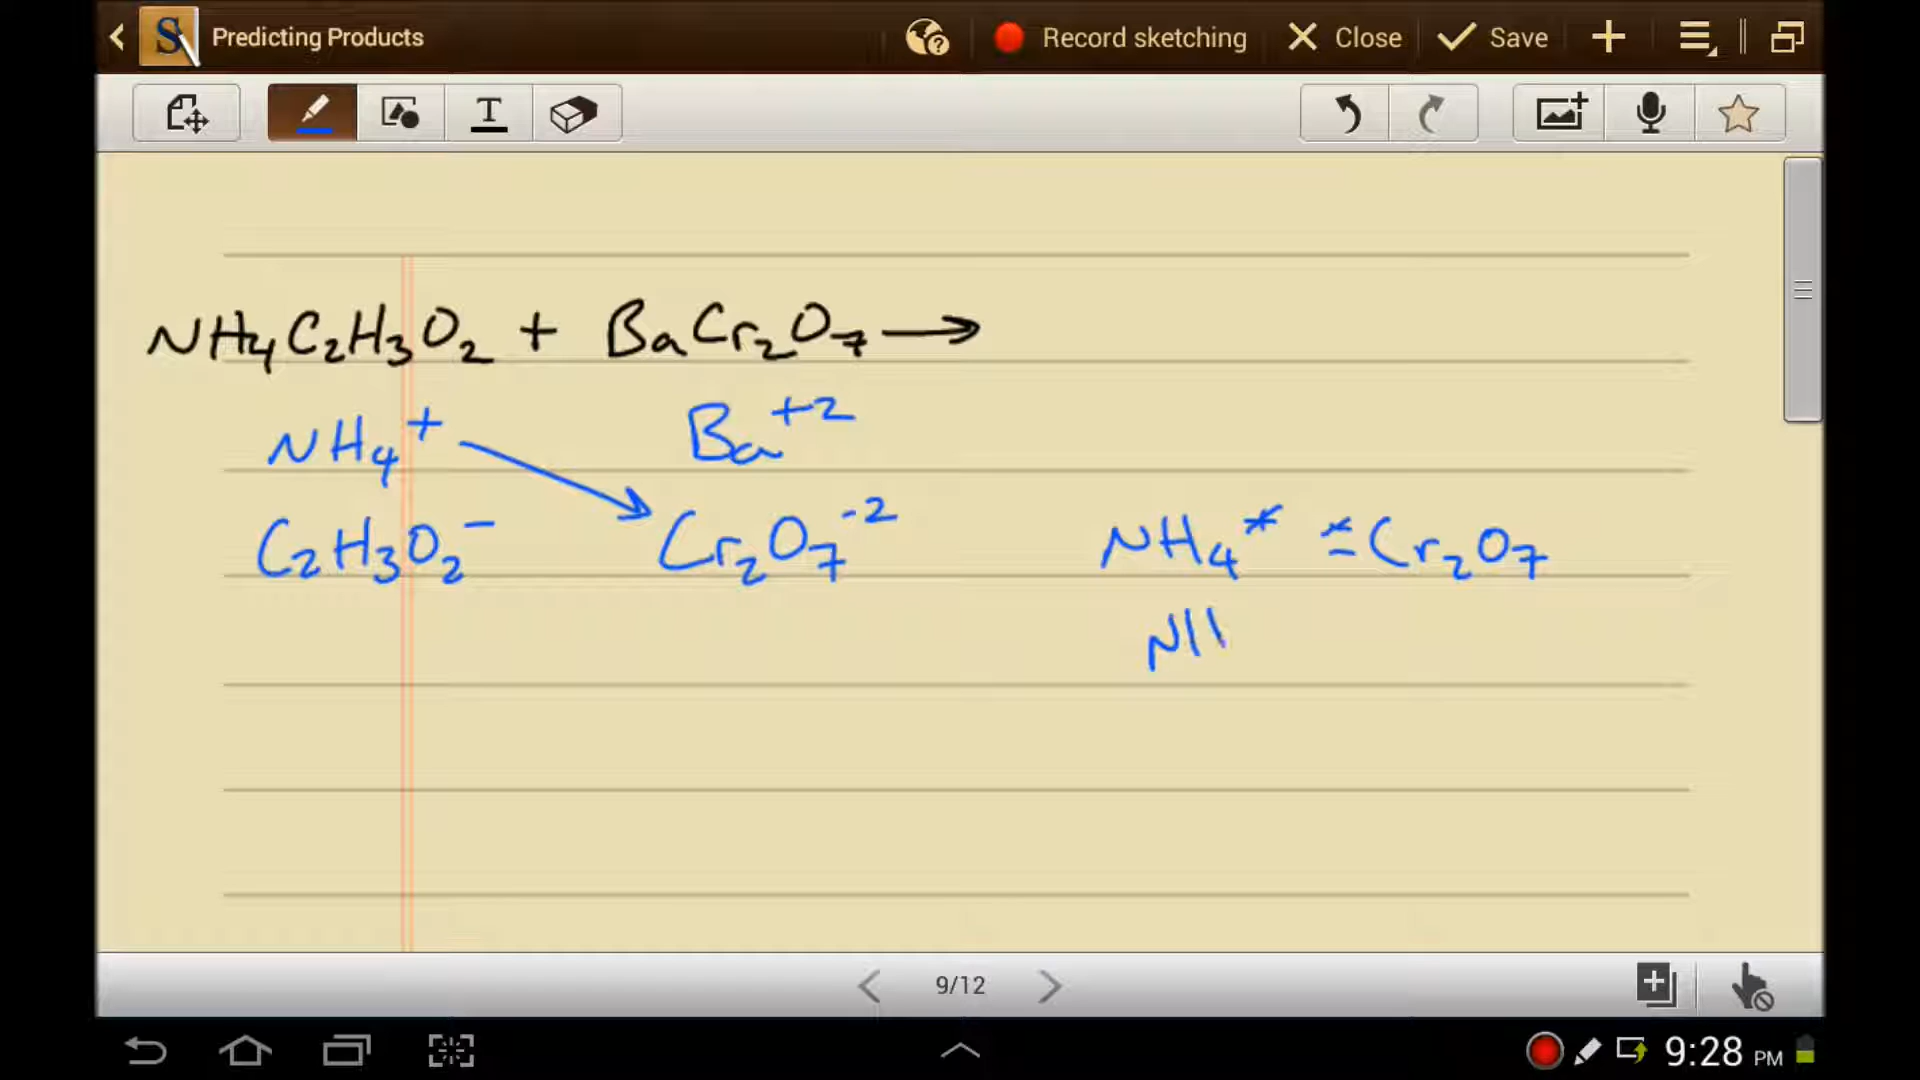 Predicting Products
Record sketching
Close
Save
T
NH4C2H3O2 + BaCr2O7 →
NH4+ Ba+2
C2H3O2- Cr2O7-2 NH4+ -Cr2O7
9/12
9:28 PM